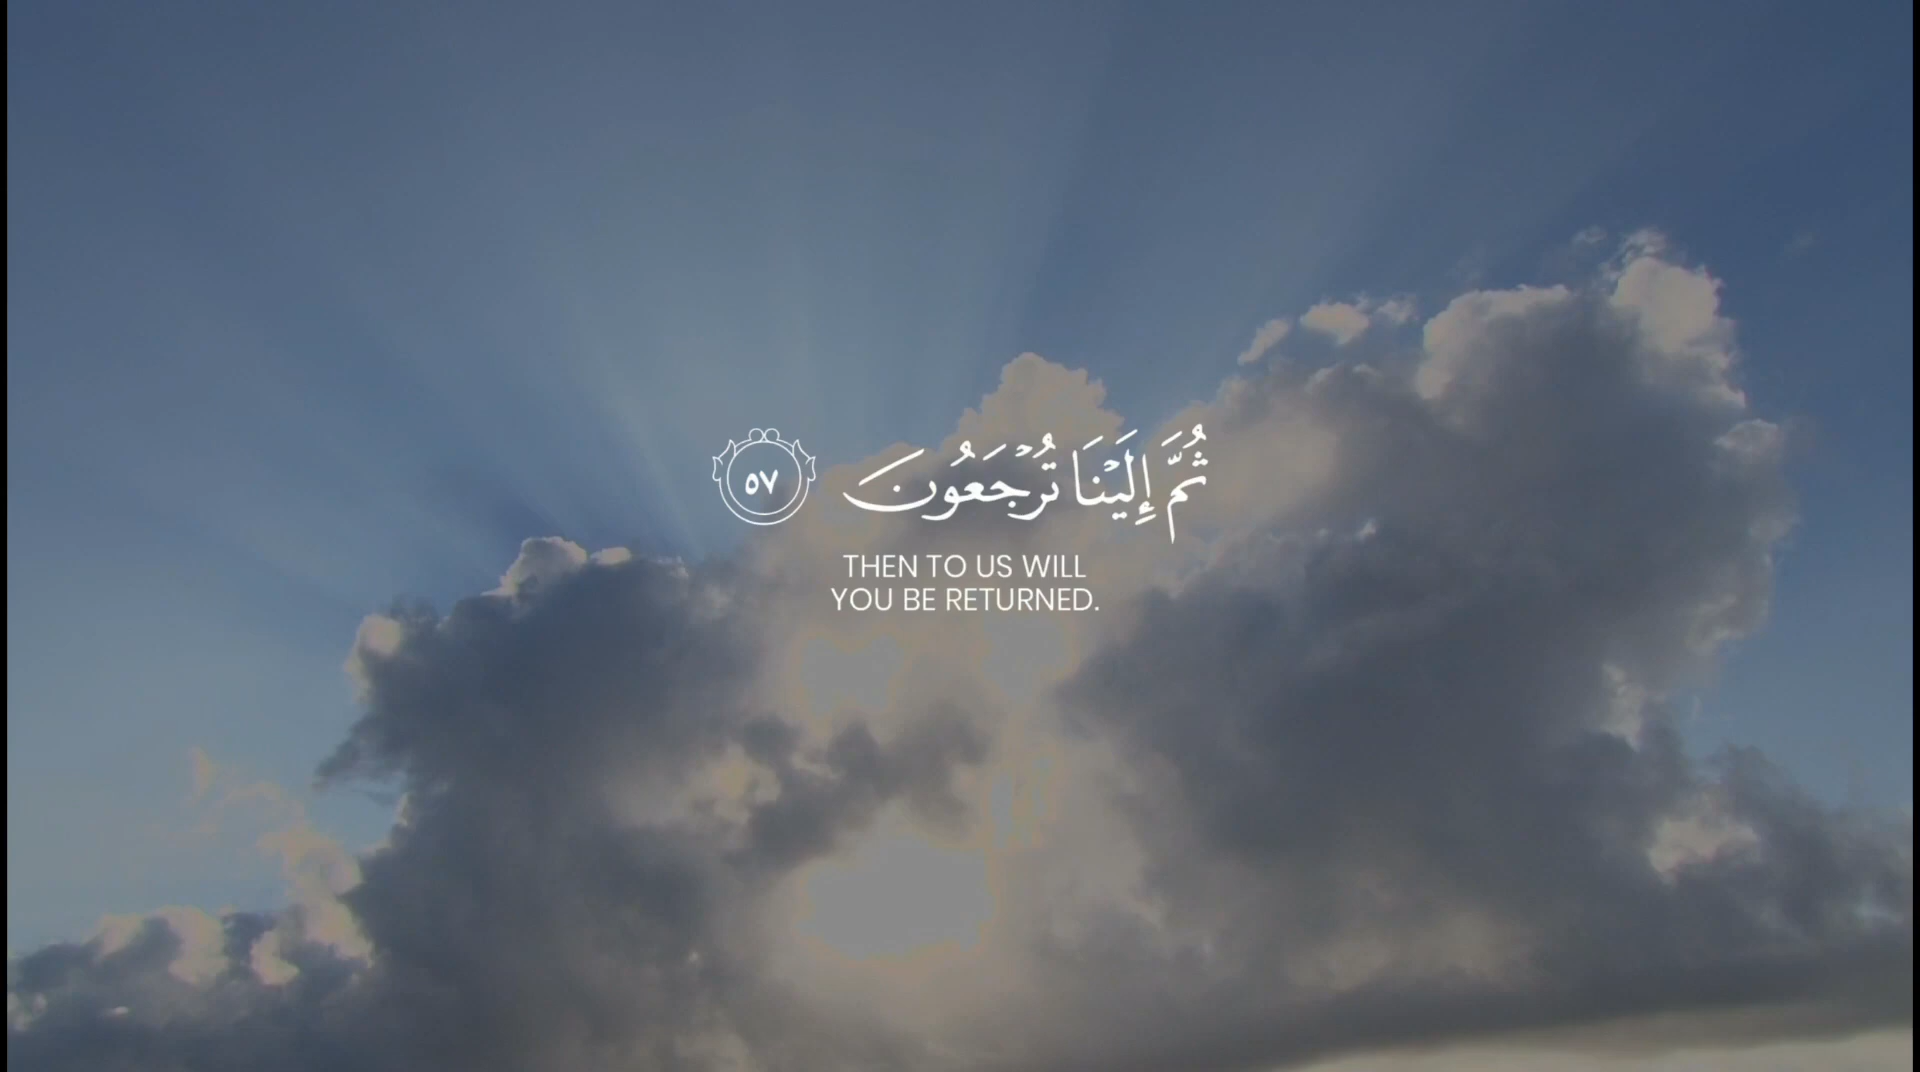 ثُمَّ إِلَيْنَا تُرْجَعُونَ ٥٧
THEN TO US WILL
YOU BE RETURNED.